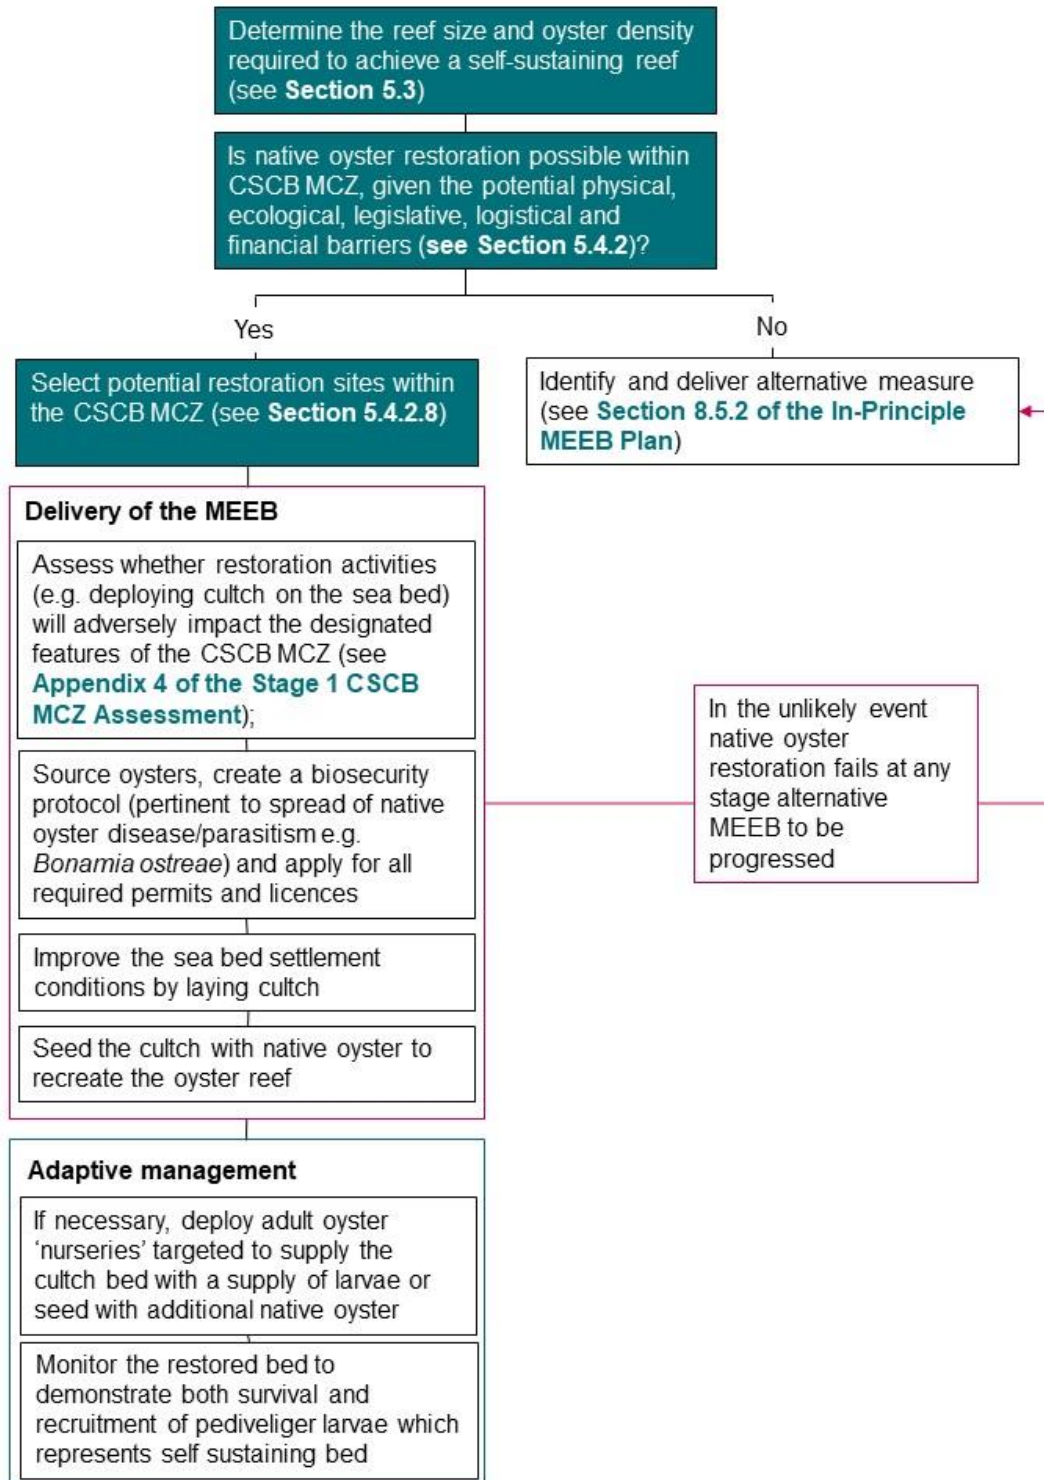 Determine the reef size and oyster density
required to achieve a self-sustaining reef
(see Section 5.3)
Is native oyster restoration possible within
CSCB MCZ, given the potential physical,
ecological, legislative, logistical and
financial barriers (see Section 5.4.2)?
Yes
No
Select potential restoration sites within
the CSCB MCZ (see Section 5.4.2.8)
Identify and deliver alternative measure
(see Section 8.5.2 of the In-Principle
MEEB Plan)
Delivery of the MEEB
Assess whether restoration activities
(e.g. deploying cultch on the sea bed)
will adversely impact the designated
features of the CSCB MCZ (see
Appendix 4 of the Stage 1 CSCB
MCZ Assessment);
Source oysters, create a biosecurity
protocol (pertinent to spread of native
oyster disease/parasitism e.g.
Bonamia ostreae) and apply for all
required permits and licences
Improve the sea bed settlement
conditions by laying cultch
Seed the cultch with native oyster to
recreate the oyster reef
In the unlikely event
native oyster
restoration fails at any
stage alternative
MEEB to be
progressed
Adaptive management
If necessary, deploy adult oyster
‘nurseries’ targeted to supply the
cultch bed with a supply of larvae or
seed with additional native oyster
Monitor the restored bed to
demonstrate both survival and
recruitment of pediveliger larvae which
represents self sustaining bed